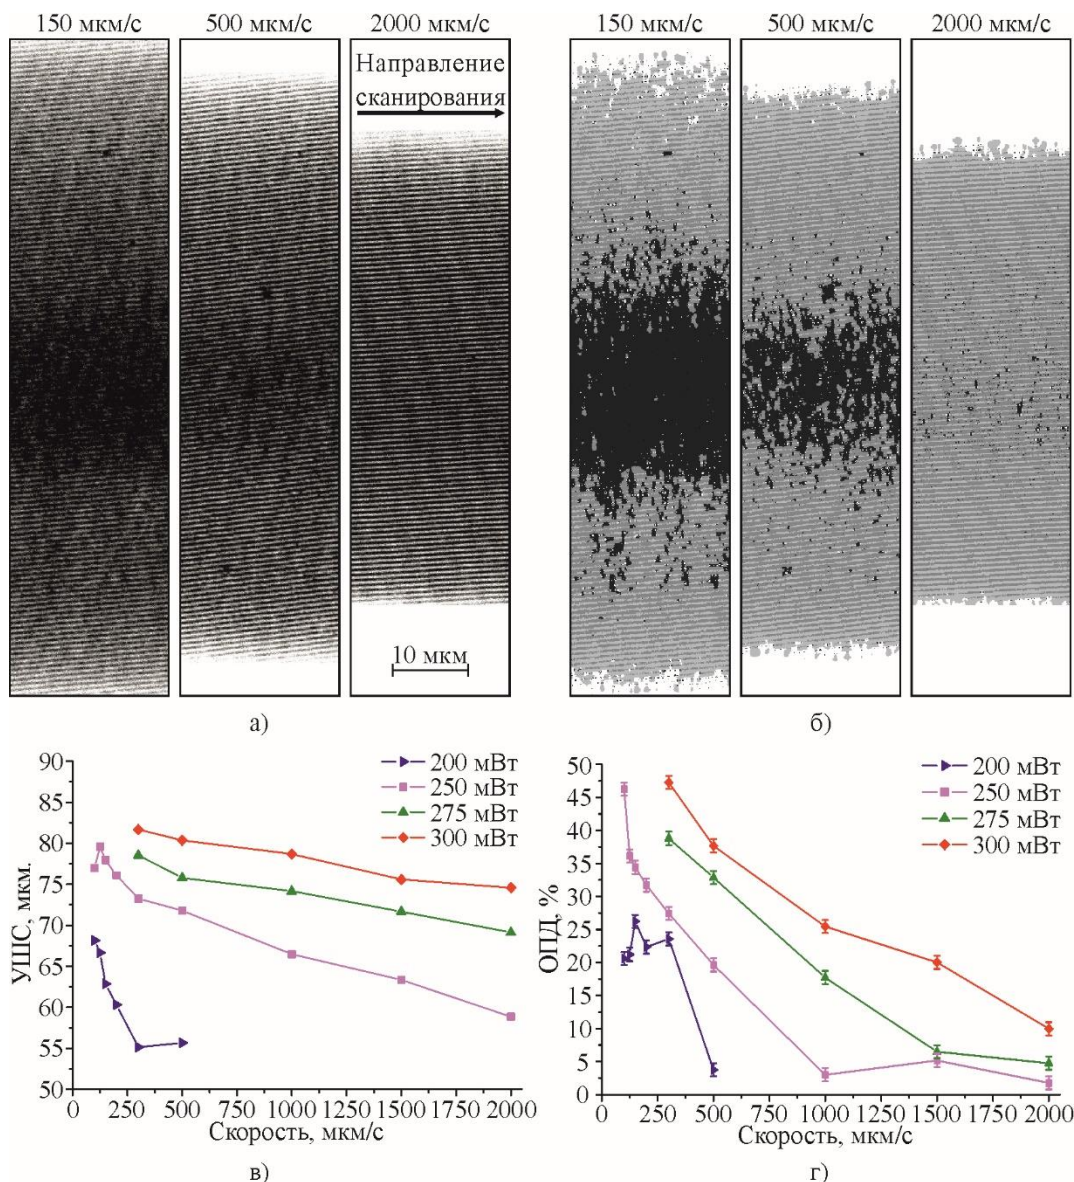 150 мкм/с 500 мкм/с 2000 мкм/с
Направление
сканирования
10 мкм
а)
150 мкм/с 500 мкм/с 2000 мкм/с
б)
УШС, мкм.
90
85
80
75
70
65
60
55
50
0 250 500 750 1000 1250 1500 1750 2000
Скорость, мкм/с
200 мВт
250 мВт
275 мВт
300 мВт
в)
ОПД, %
50
45
40
35
30
25
20
15
10
5
0
0 250 500 750 1000 1250 1500 1750 2000
Скорость, мкм/с
200 мВт
250 мВт
275 мВт
300 мВт
г)